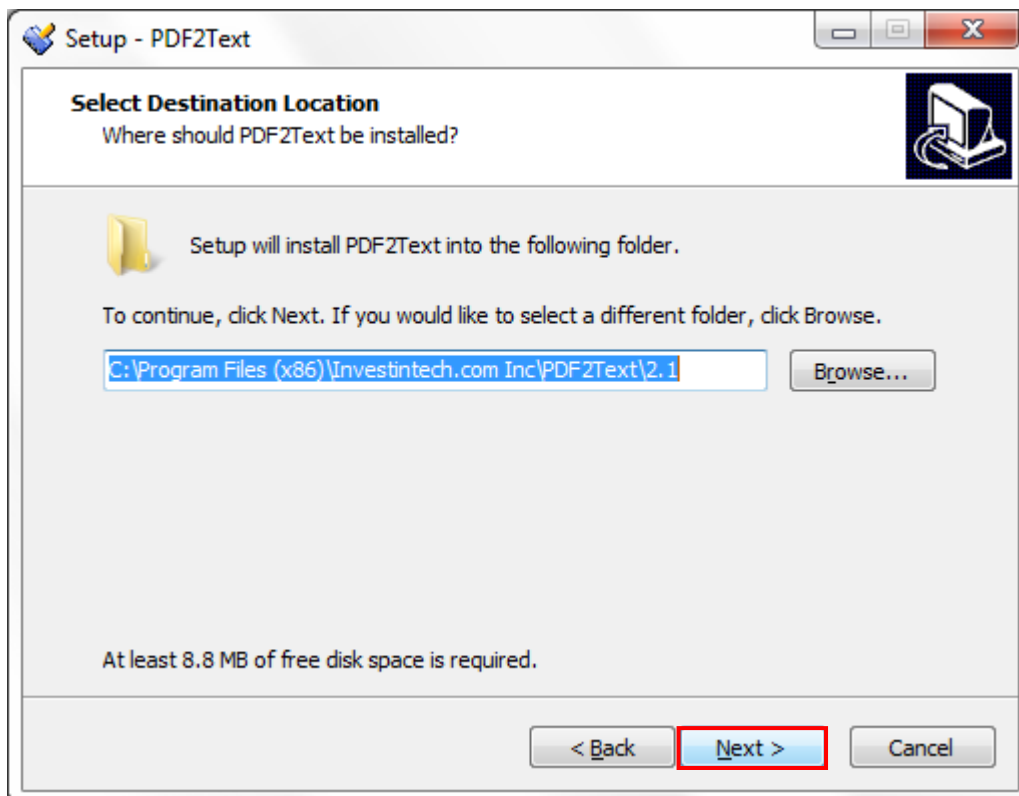 Setup - PDF2Text
Select Destination Location
Where should PDF2Text be installed?
Setup will install PDF2Text into the following folder.
To continue, click Next. If you would like to select a different folder, click Browse.
C:\Program Files (x86)\Investintech.com Inc\PDF2Text\2.1
Browse...
At least 8.8 MB of free disk space is required.
< Back Next > Cancel